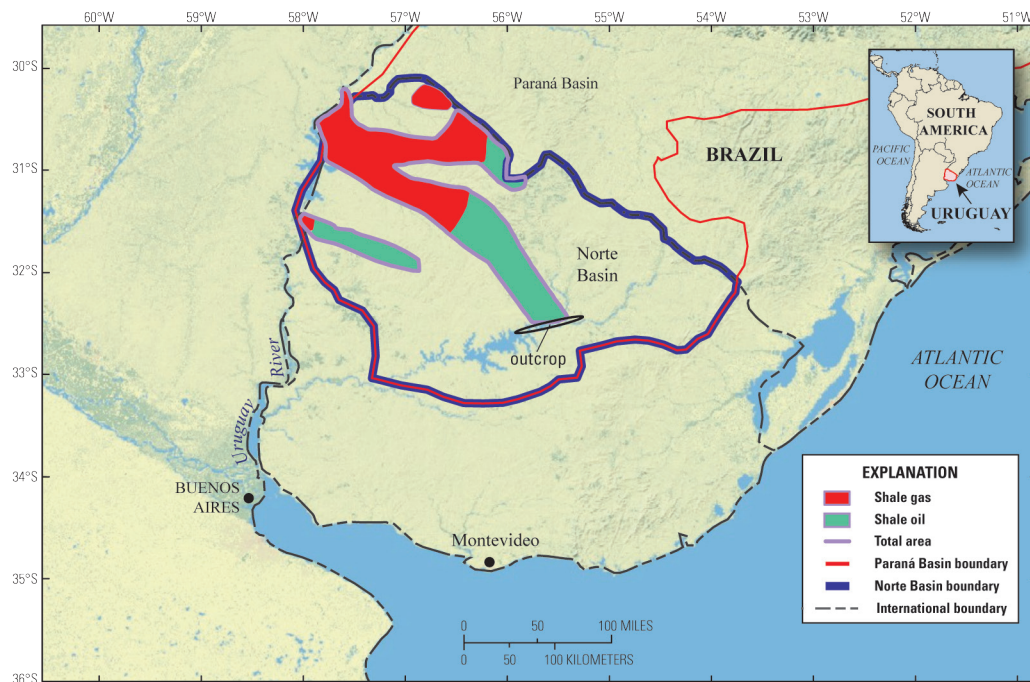 60°W 59°W 58°W 57°W 56°W 55°W 54°W 53°W 52°W 51°W
30°S
31°S
32°S
33°S
34°S
35°S
36°S
Paraná Basin
BRAZIL
Norte
Basin
outcrop
Uruguay River
BUENOS
AIRES
Montevideo
ATLANTIC
OCEAN
SOUTH
AMERICA
PACIFIC
OCEAN
ATLANTIC
OCEAN
URUGUAY
EXPLANATION
Shale gas
Shale oil
Total area
Paraná Basin boundary
Norte Basin boundary
International boundary
0 50 100 MILES
0 50 100 KILOMETERS